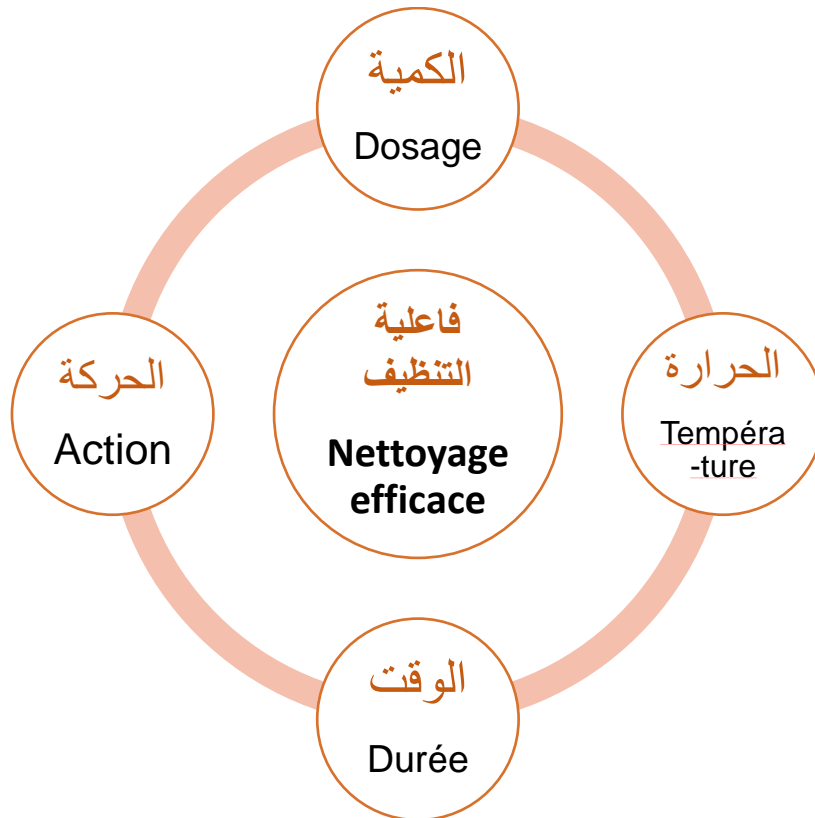 الكمية
Dosage
الحركة
Action
فاعلية
التنظيف
Nettoyage
efficace
الحرارة
Tempéra
-ture
الوقت
Durée